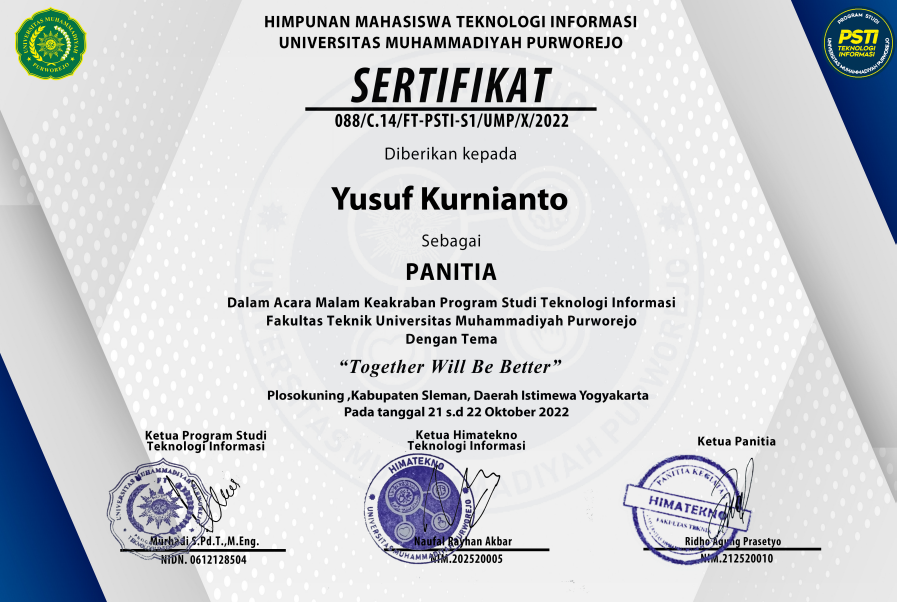 HIMPUNAN MAHASISWA TEKNOLOGI INFORMASI
UNIVERSITAS MUHAMMADIYAH PURWOREJO
UNIVERSITAS MUHAMMADIYAH
PURWOREJO
PROGRAM STUDI
PSTI
TEKNOLOGI
INFORMASI
UNIVERSITAS MUHAMMADIYAH PURWOREJO
SERTIFIKAT
088/C.14/FT-PSTI-S1/UMP/X/2022
Diberikan kepada
Yusuf Kurnianto
Sebagai
PANITIA
Dalam Acara Malam Keakraban Program Studi Teknologi Informasi
Fakultas Teknik Universitas Muhammadiyah Purworejo
Dengan Tema
“Together Will Be Better”
Plosokuning ,Kabupaten Sleman, Daerah Istimewa Yogyakarta
Pada tanggal 21 s.d 22 Oktober 2022
Ketua Program Studi
Teknologi Informasi
UNIVERSITAS MUHAMMADIYAH
Murhadi S.Pd.T.,M.Eng.
NIDN. 0612128504
Ketua Himatekno
Teknologi Informasi
HIMATEKNO
UNIVERSITAS MUHAMMADIYAH PURWOREJO
Naufal Rayhan Akbar
NIM.202520005
Ketua Panitia
PANITIA KEGIATAN
HIMATEKNO
FAKULTAS TEKNIK
Ridho Agung Prasetyo
NIM.212520010